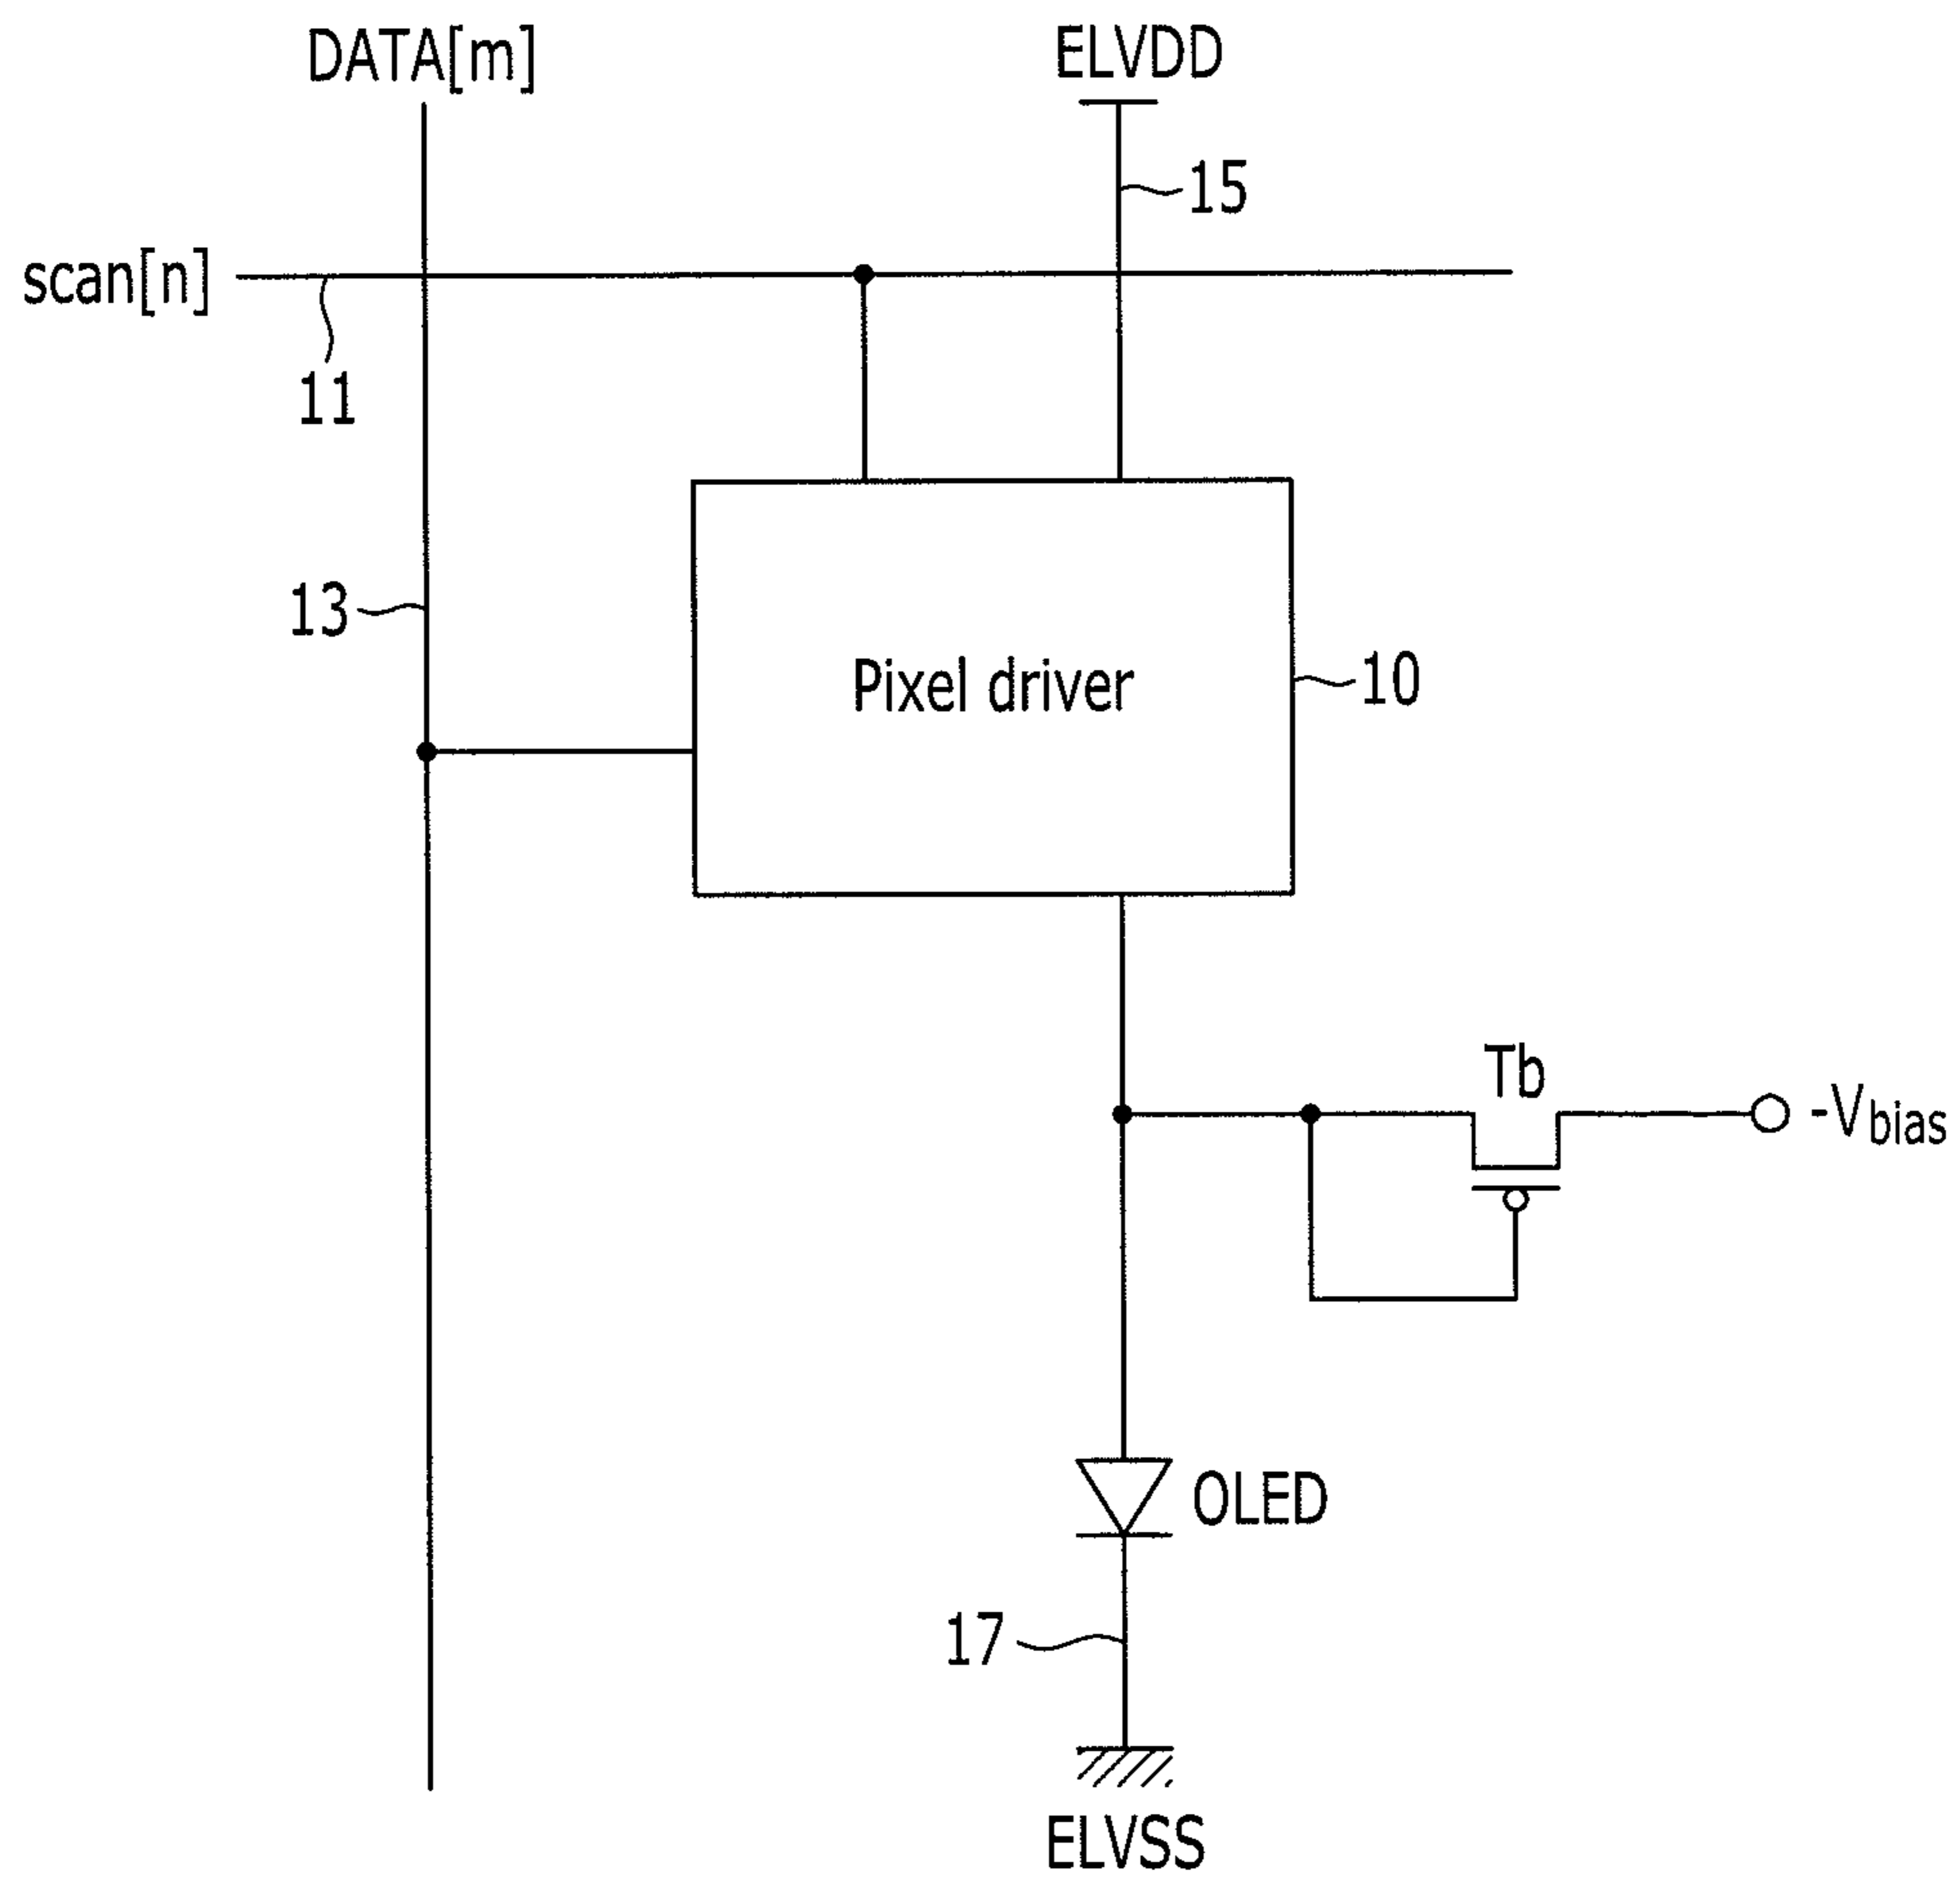 DATA[m]
ELVDD
15
scan[n]
11
13
Pixel driver
10
Tb
-Vbias
OLED
17
ELVSS